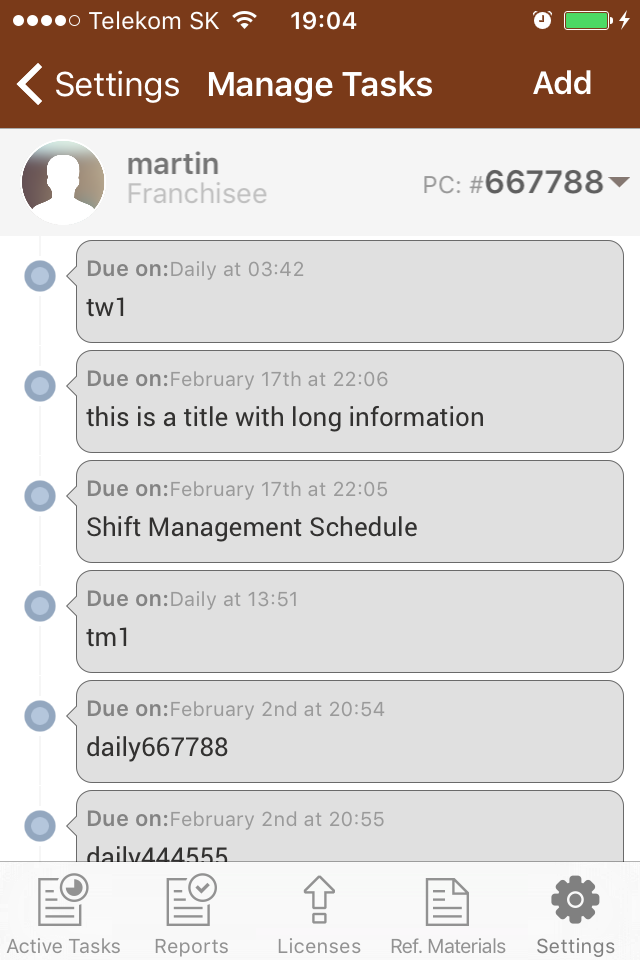 Telekom SK 19:04
Settings Manage Tasks Add
martin
Franchisee
PC: #667788
Due on:Daily at 03:42
tw1
Due on:February 17th at 22:06
this is a title with long information
Due on:February 17th at 22:05
Shift Management Schedule
Due on:Daily at 13:51
tm1
Due on:February 2nd at 20:54
daily667788
Due on:February 2nd at 20:55
daily444555
Active Tasks Reports Licenses Ref. Materials Settings